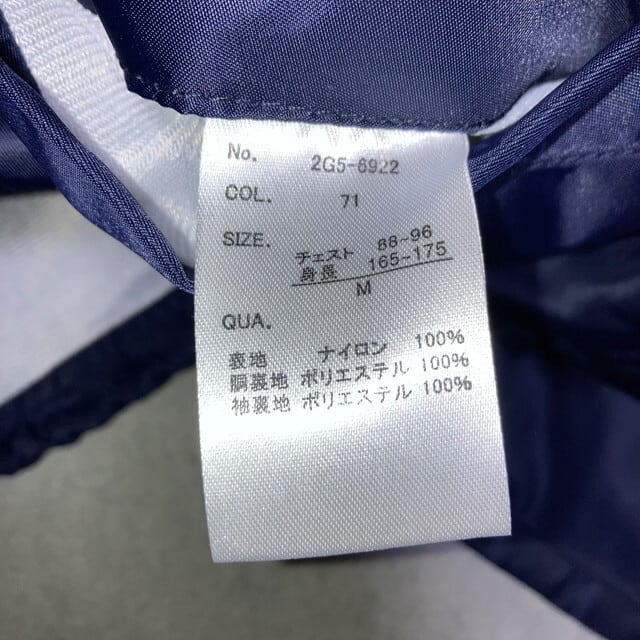 No. 2G5-6922
COL. 71
SIZE. チェスト 88-96
身長 165-175
M
QUA.
表地 ナイロン 100%
胴裏地 ポリエステル 100%
袖裏地 ポリエステル 100%